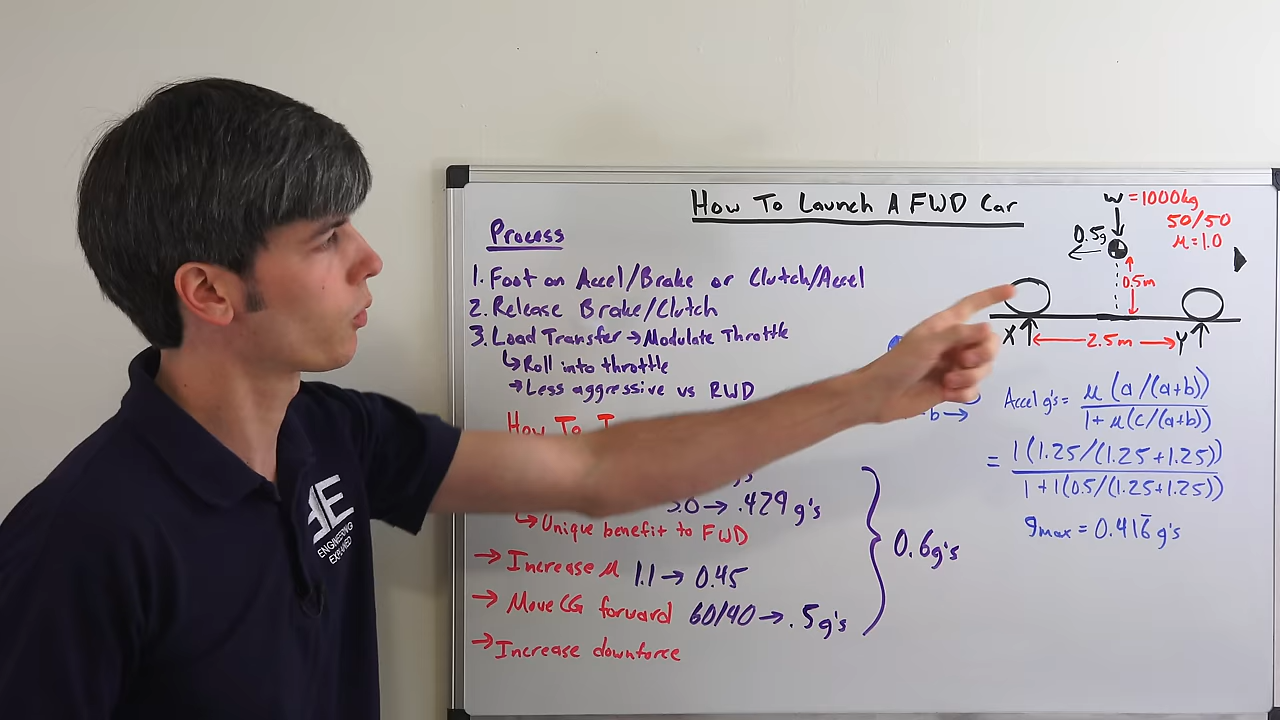 How To Launch A FWD Car
Process
1. Foot on Accel/Brake or Clutch/Accel
2. Release Brake/Clutch
3. Load Transfer → Modulate Throttle
↳ Roll into throttle
→ Less aggressive vs RWD
How To
→ .429 g's
↳ Unique benefit to FWD
→ Increase μ 1.1 → 0.45
→ Move CG forward 60/40 → .5g's
→ Increase downforce
0.6g's
W = 1000kg
50/50
μ = 1.0
0.5g
0.5m
X 2.5m Y
b →
Accel g's = μ(a/(a+b))
1 + μ(c/(a+b))
= 1(1.25/(1.25+1.25))
1 + 1(0.5/(1.25+1.25))
gmax = 0.416̅ g's
ENGINEERING
EXPLAINED